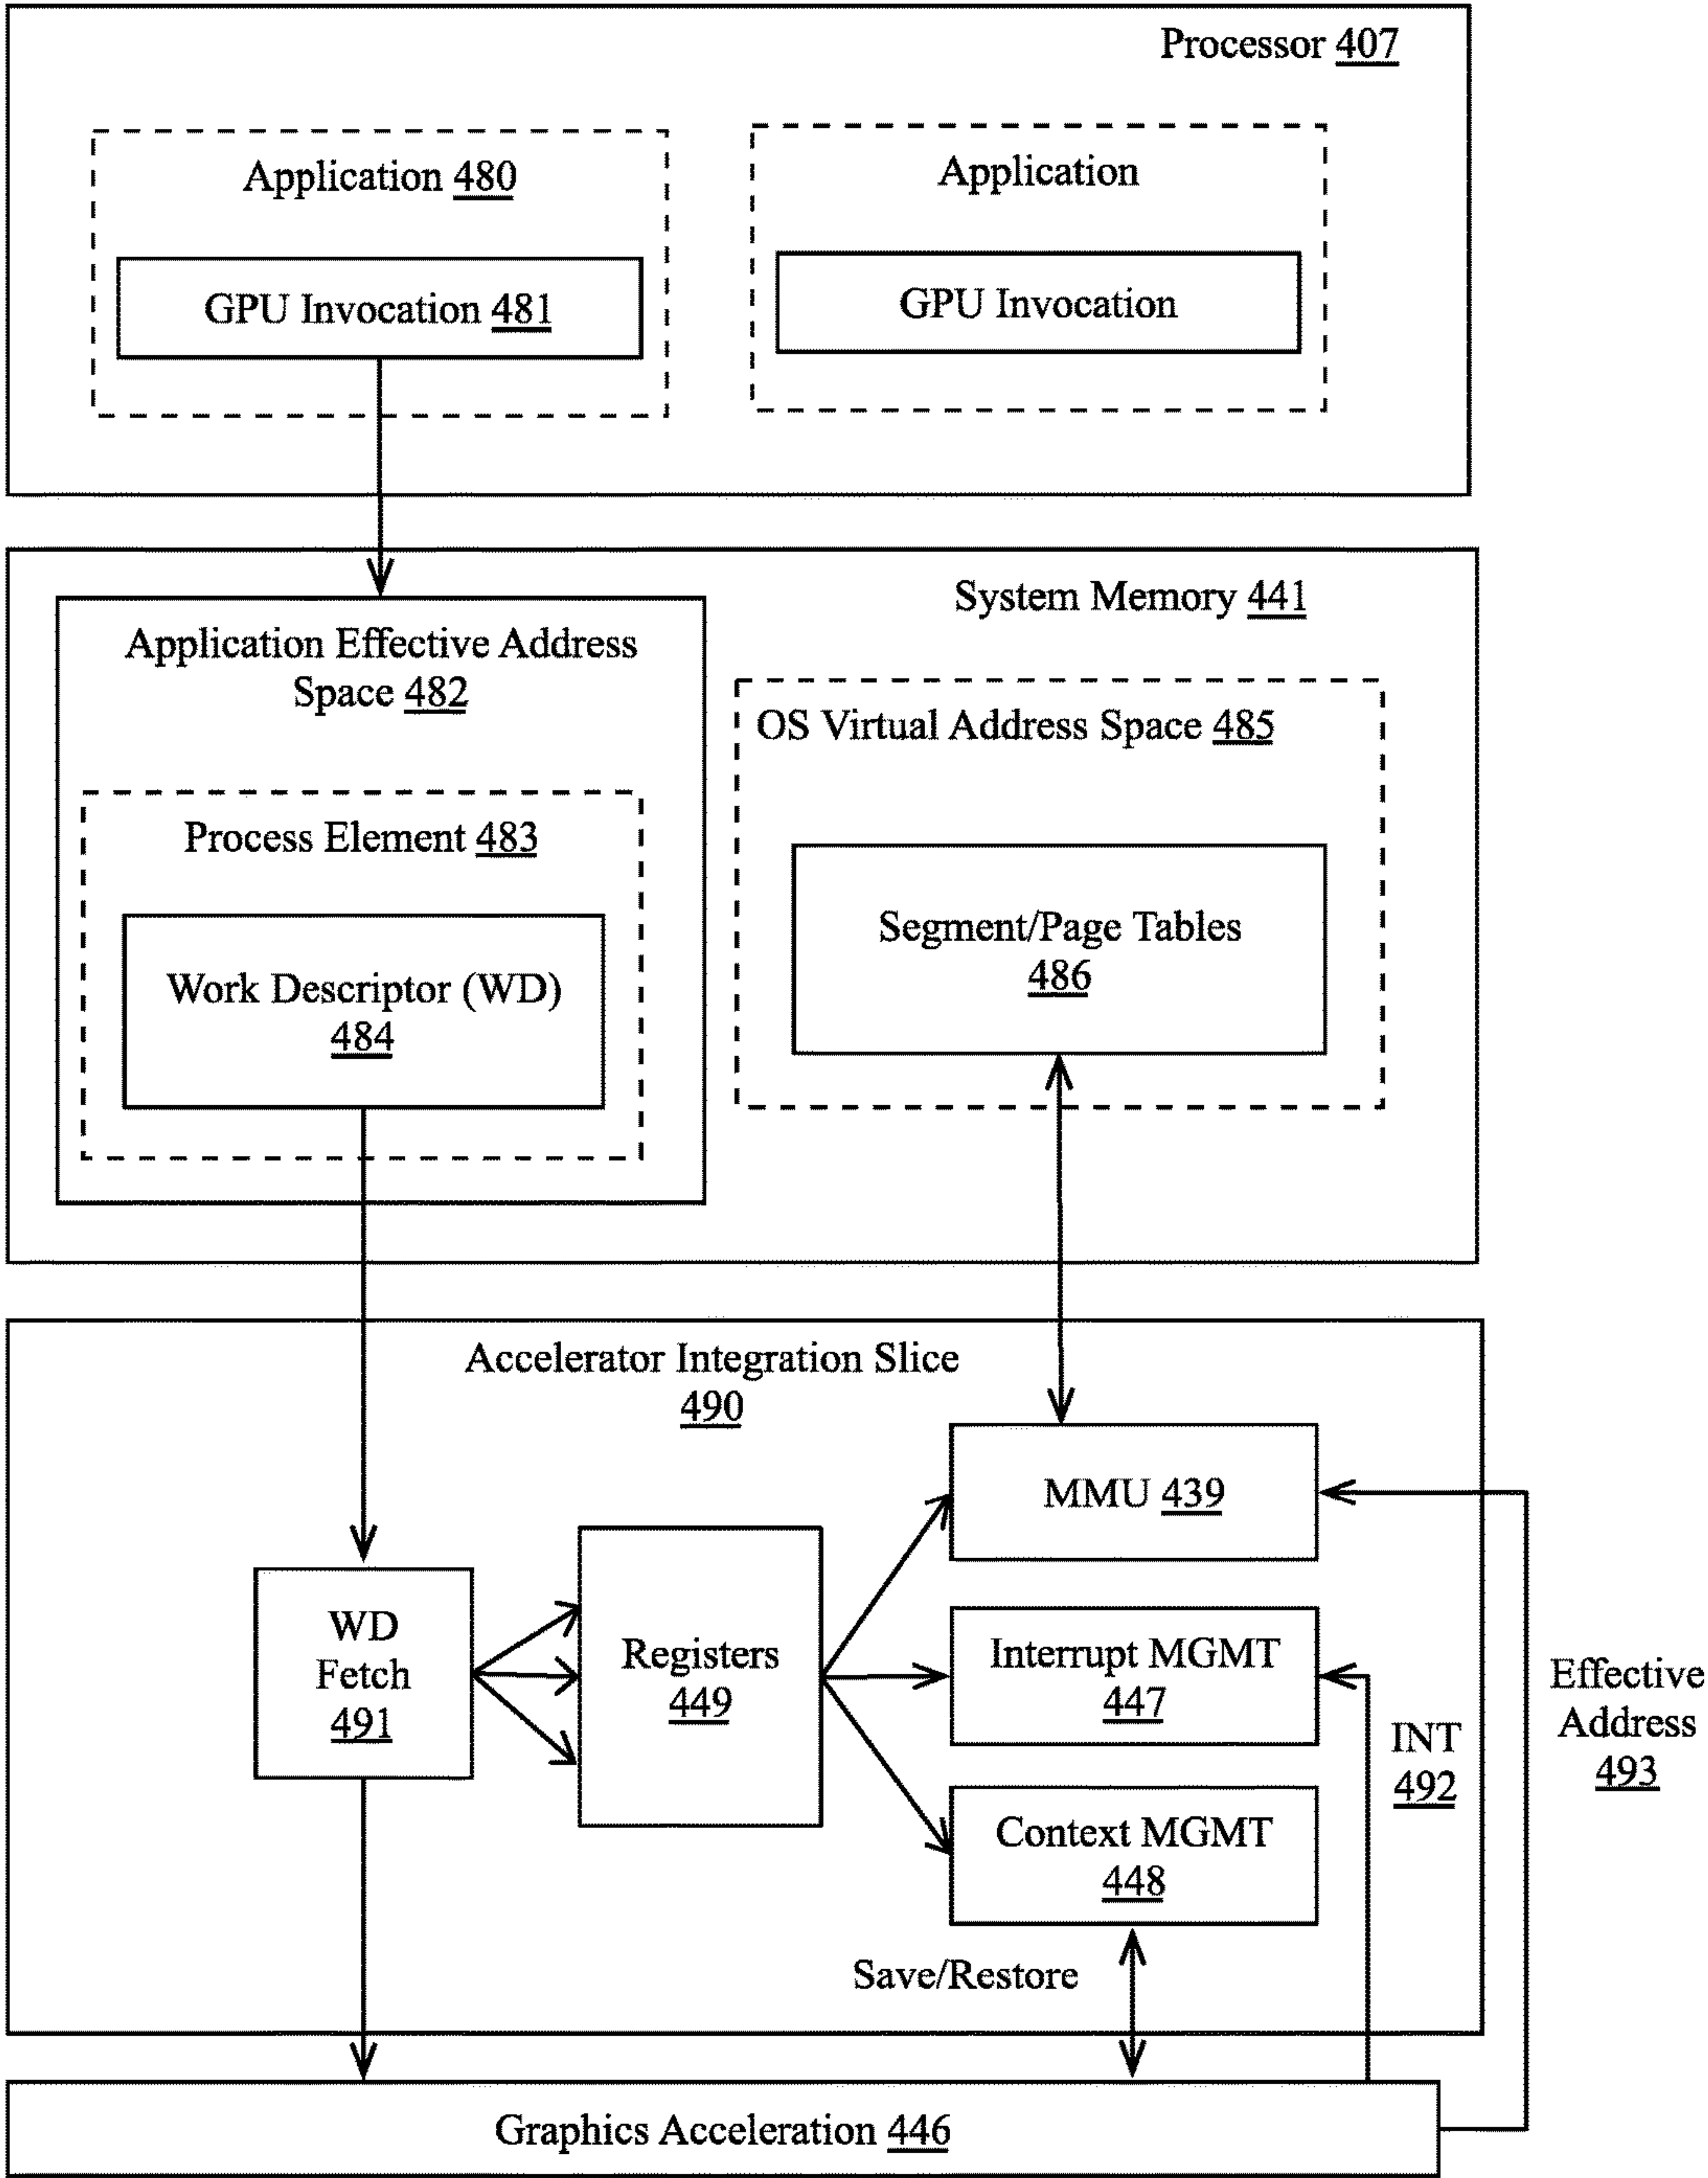 Processor 407
Application 480
GPU Invocation 481
Application
GPU Invocation
System Memory 441
Application Effective Address
Space 482
Process Element 483
Work Descriptor (WD)
484
OS Virtual Address Space 485
Segment/Page Tables
486
Accelerator Integration Slice
490
WD
Fetch
491
Registers
449
MMU 439
Interrupt MGMT
447
Context MGMT
448
INT
492
Effective
Address
493
Save/Restore
Graphics Acceleration 446